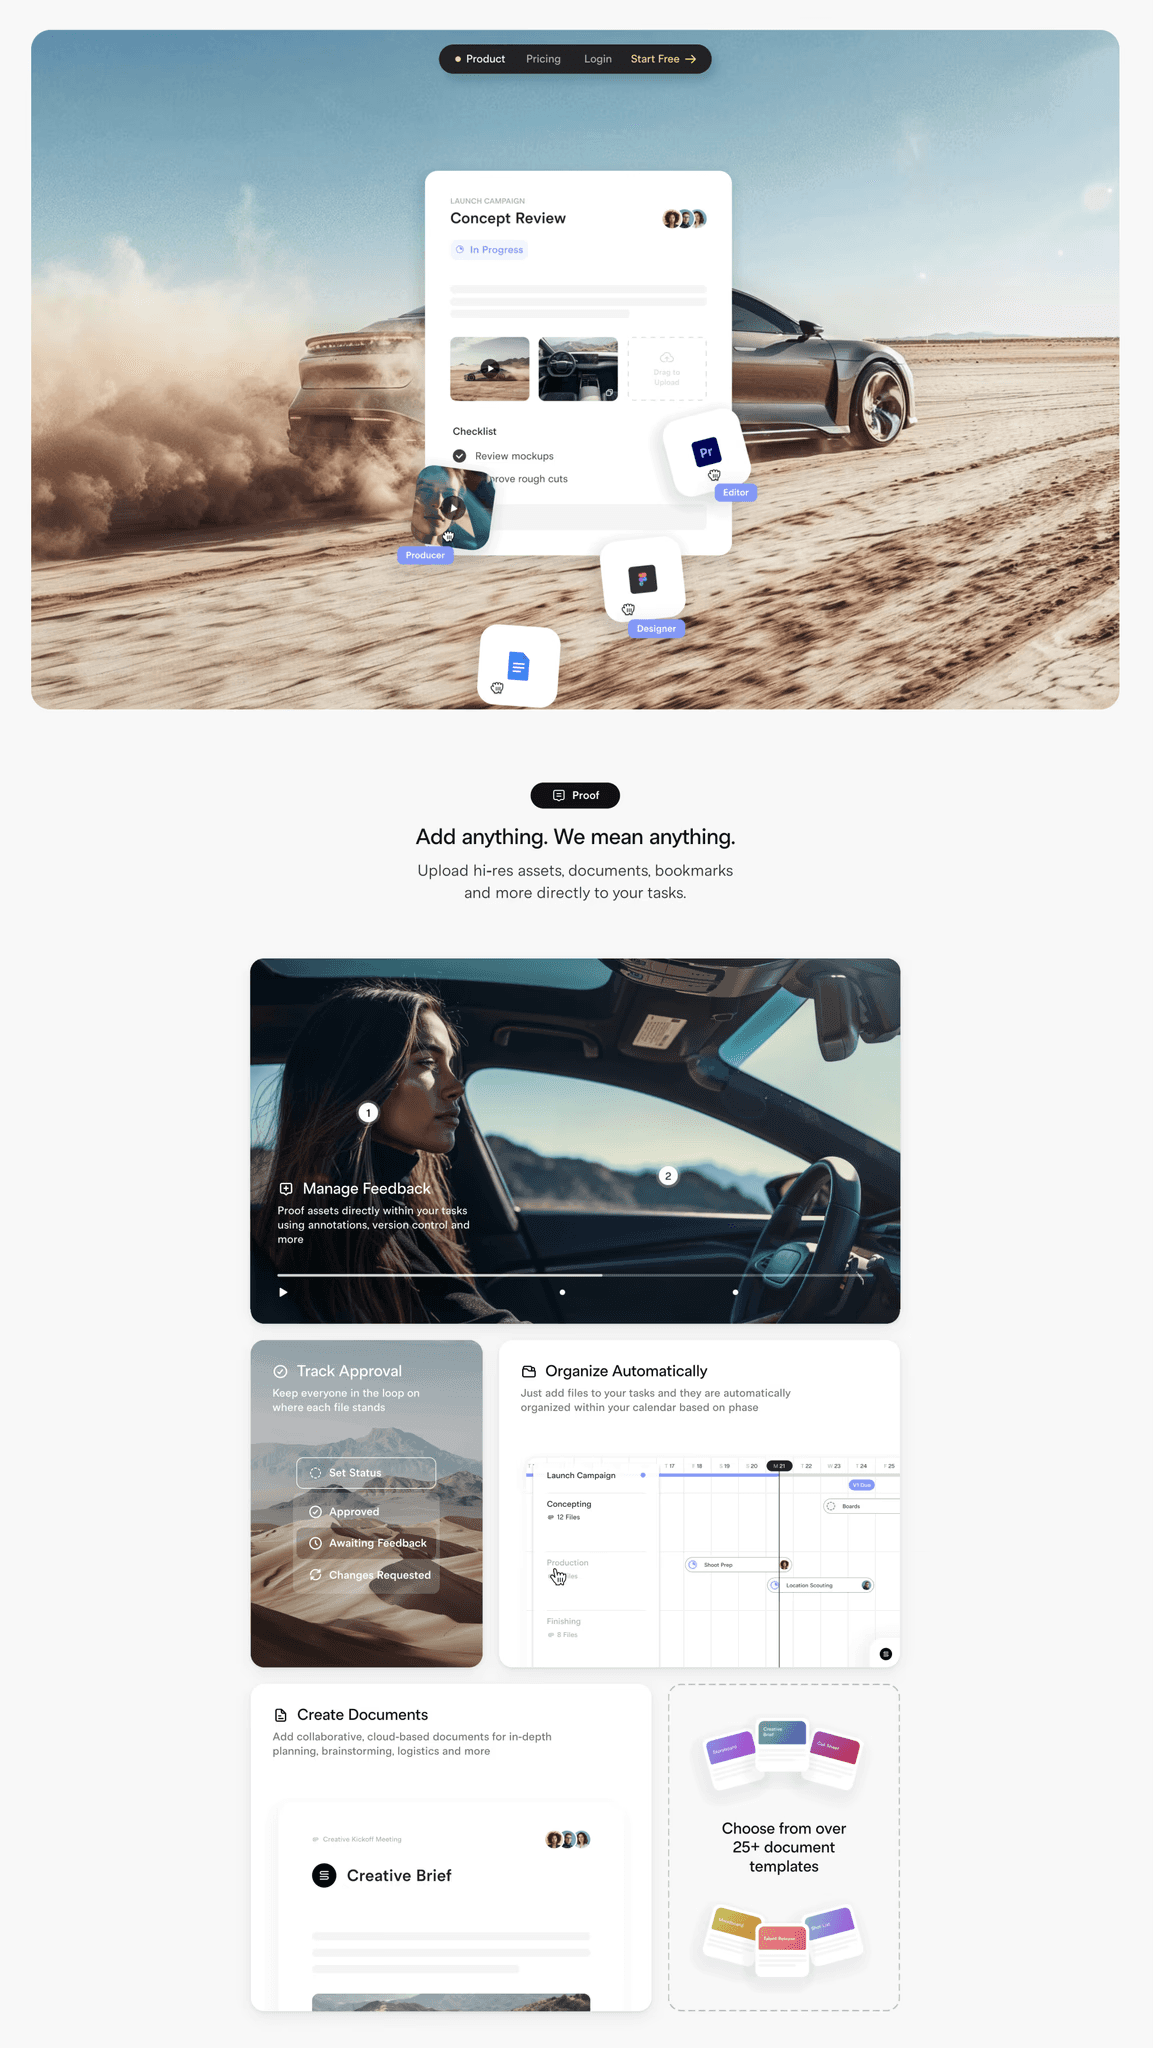 Product
Pricing
Login
Start Free
LAUNCH CAMPAIGN
Concept Review
In Progress
Drag to
Upload
Checklist
Review mockups
prove rough cuts
Pr
Editor
Producer
Designer
Proof
Add anything. We mean anything.
Upload hi-res assets, documents, bookmarks
and more directly to your tasks.
1
2
Manage Feedback
Proof assets directly within your tasks
using annotations, version control and
more
Track Approval
Keep everyone in the loop on
where each file stands
Set Status
Approved
Awaiting Feedback
Changes Requested
Organize Automatically
Just add files to your tasks and they are automatically
organized within your calendar based on phase
T 17 F 18 S 19 S 20 M 21 T 22 W 23 T 24 F 25
Launch Campaign
V1 Due
Concepting
12 Files
Boards
Production
Files
Shoot Prep
Location Scouting
Finishing
8 Files
Create Documents
Add collaborative, cloud-based documents for in-depth
planning, brainstorming, logistics and more
Creative Kickoff Meeting
Creative Brief
Storyboard
Creative
Brief
Call Sheet
Choose from over
25+ document
templates
Moodboard
Talent Release
Shot List